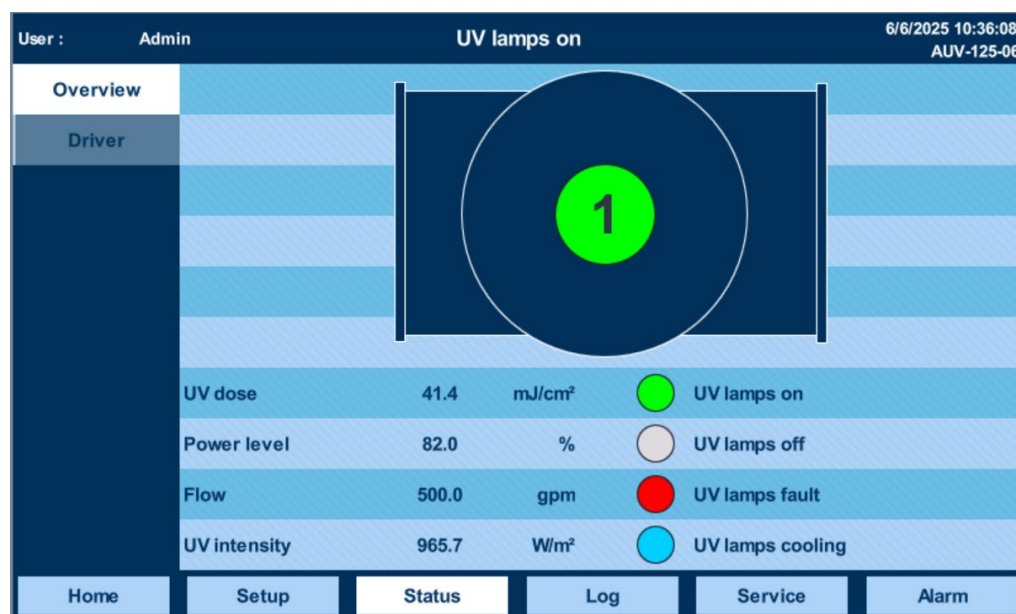 User : Admin UV lamps on 6/6/2025 10:36:08
AUV-125-06
Overview
Driver
1
UV dose 41.4 mJ/cm² UV lamps on
Power level 82.0 % UV lamps off
Flow 500.0 gpm UV lamps fault
UV intensity 965.7 W/m² UV lamps cooling
Home Setup Status Log Service Alarm